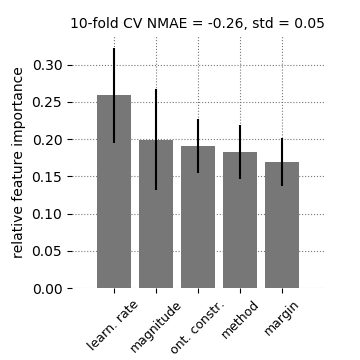 10-fold CV NMAE = -0.26, std = 0.05
relative feature importance
0.30
0.25
0.20
0.15
0.10
0.05
0.00
learn. rate
magnitude
ont. constr.
method
margin